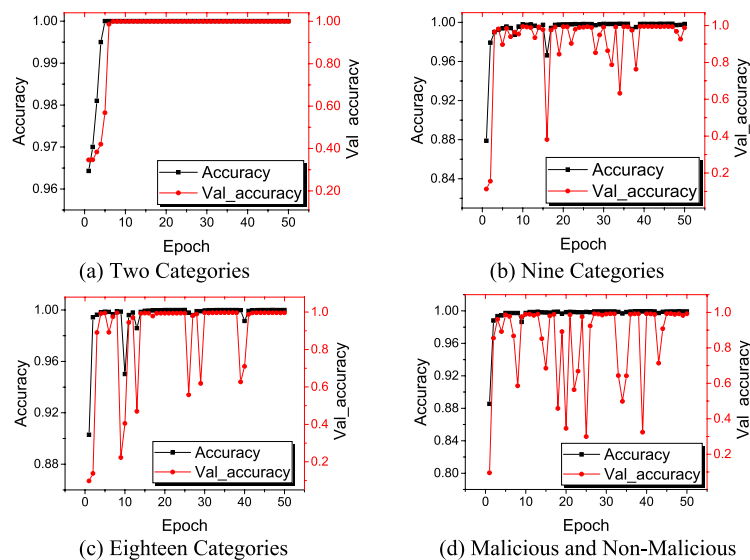 1.00
0.99
0.98
0.97
0.96
Accuracy
1.00
0.80
0.60
0.40
0.20
Val_accuracy
Accuracy
Val_accuracy
0 10 20 30 40 50
Epoch
(a) Two Categories
1.00
0.96
0.92
0.88
0.84
Accuracy
1.0
0.8
0.6
0.4
0.2
Val_accuracy
Accuracy
Val_accuracy
0 10 20 30 40 50
Epoch
(b) Nine Categories
1.00
0.96
0.92
0.88
Accuracy
1.0
0.8
0.6
0.4
0.2
Val_accuracy
Accuracy
Val_accuracy
0 10 20 30 40 50
Epoch
(c) Eighteen Categories
1.00
0.96
0.92
0.88
0.84
0.80
Accuracy
1.0
0.8
0.6
0.4
0.2
Val_accuracy
Accuracy
Val_accuracy
0 10 20 30 40 50
Epoch
(d) Malicious and Non-Malicious